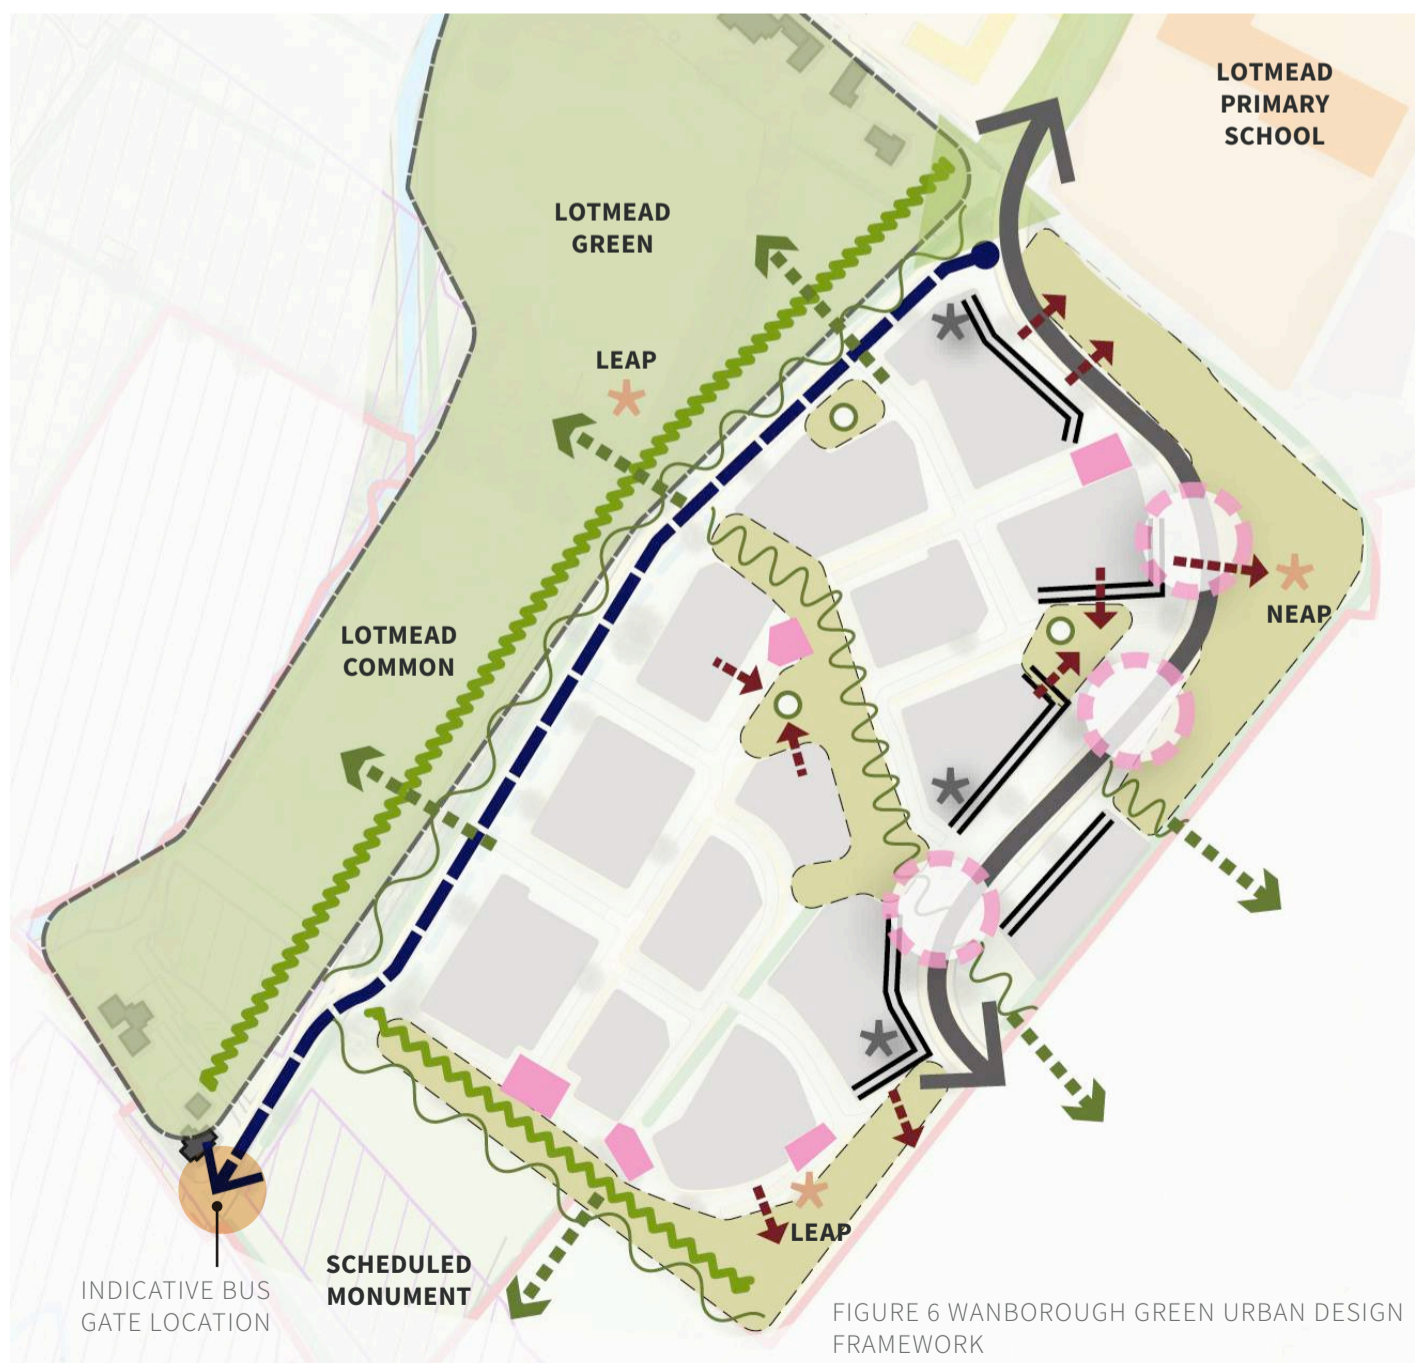 LOTMEAD
PRIMARY
SCHOOL
LOTMEAD
GREEN
LEAP
NEAP
LOTMEAD
COMMON
LEAP
SCHEDULED
MONUMENT
INDICATIVE BUS
GATE LOCATION
FIGURE 6 WANBOROUGH GREEN URBAN DESIGN
FRAMEWORK